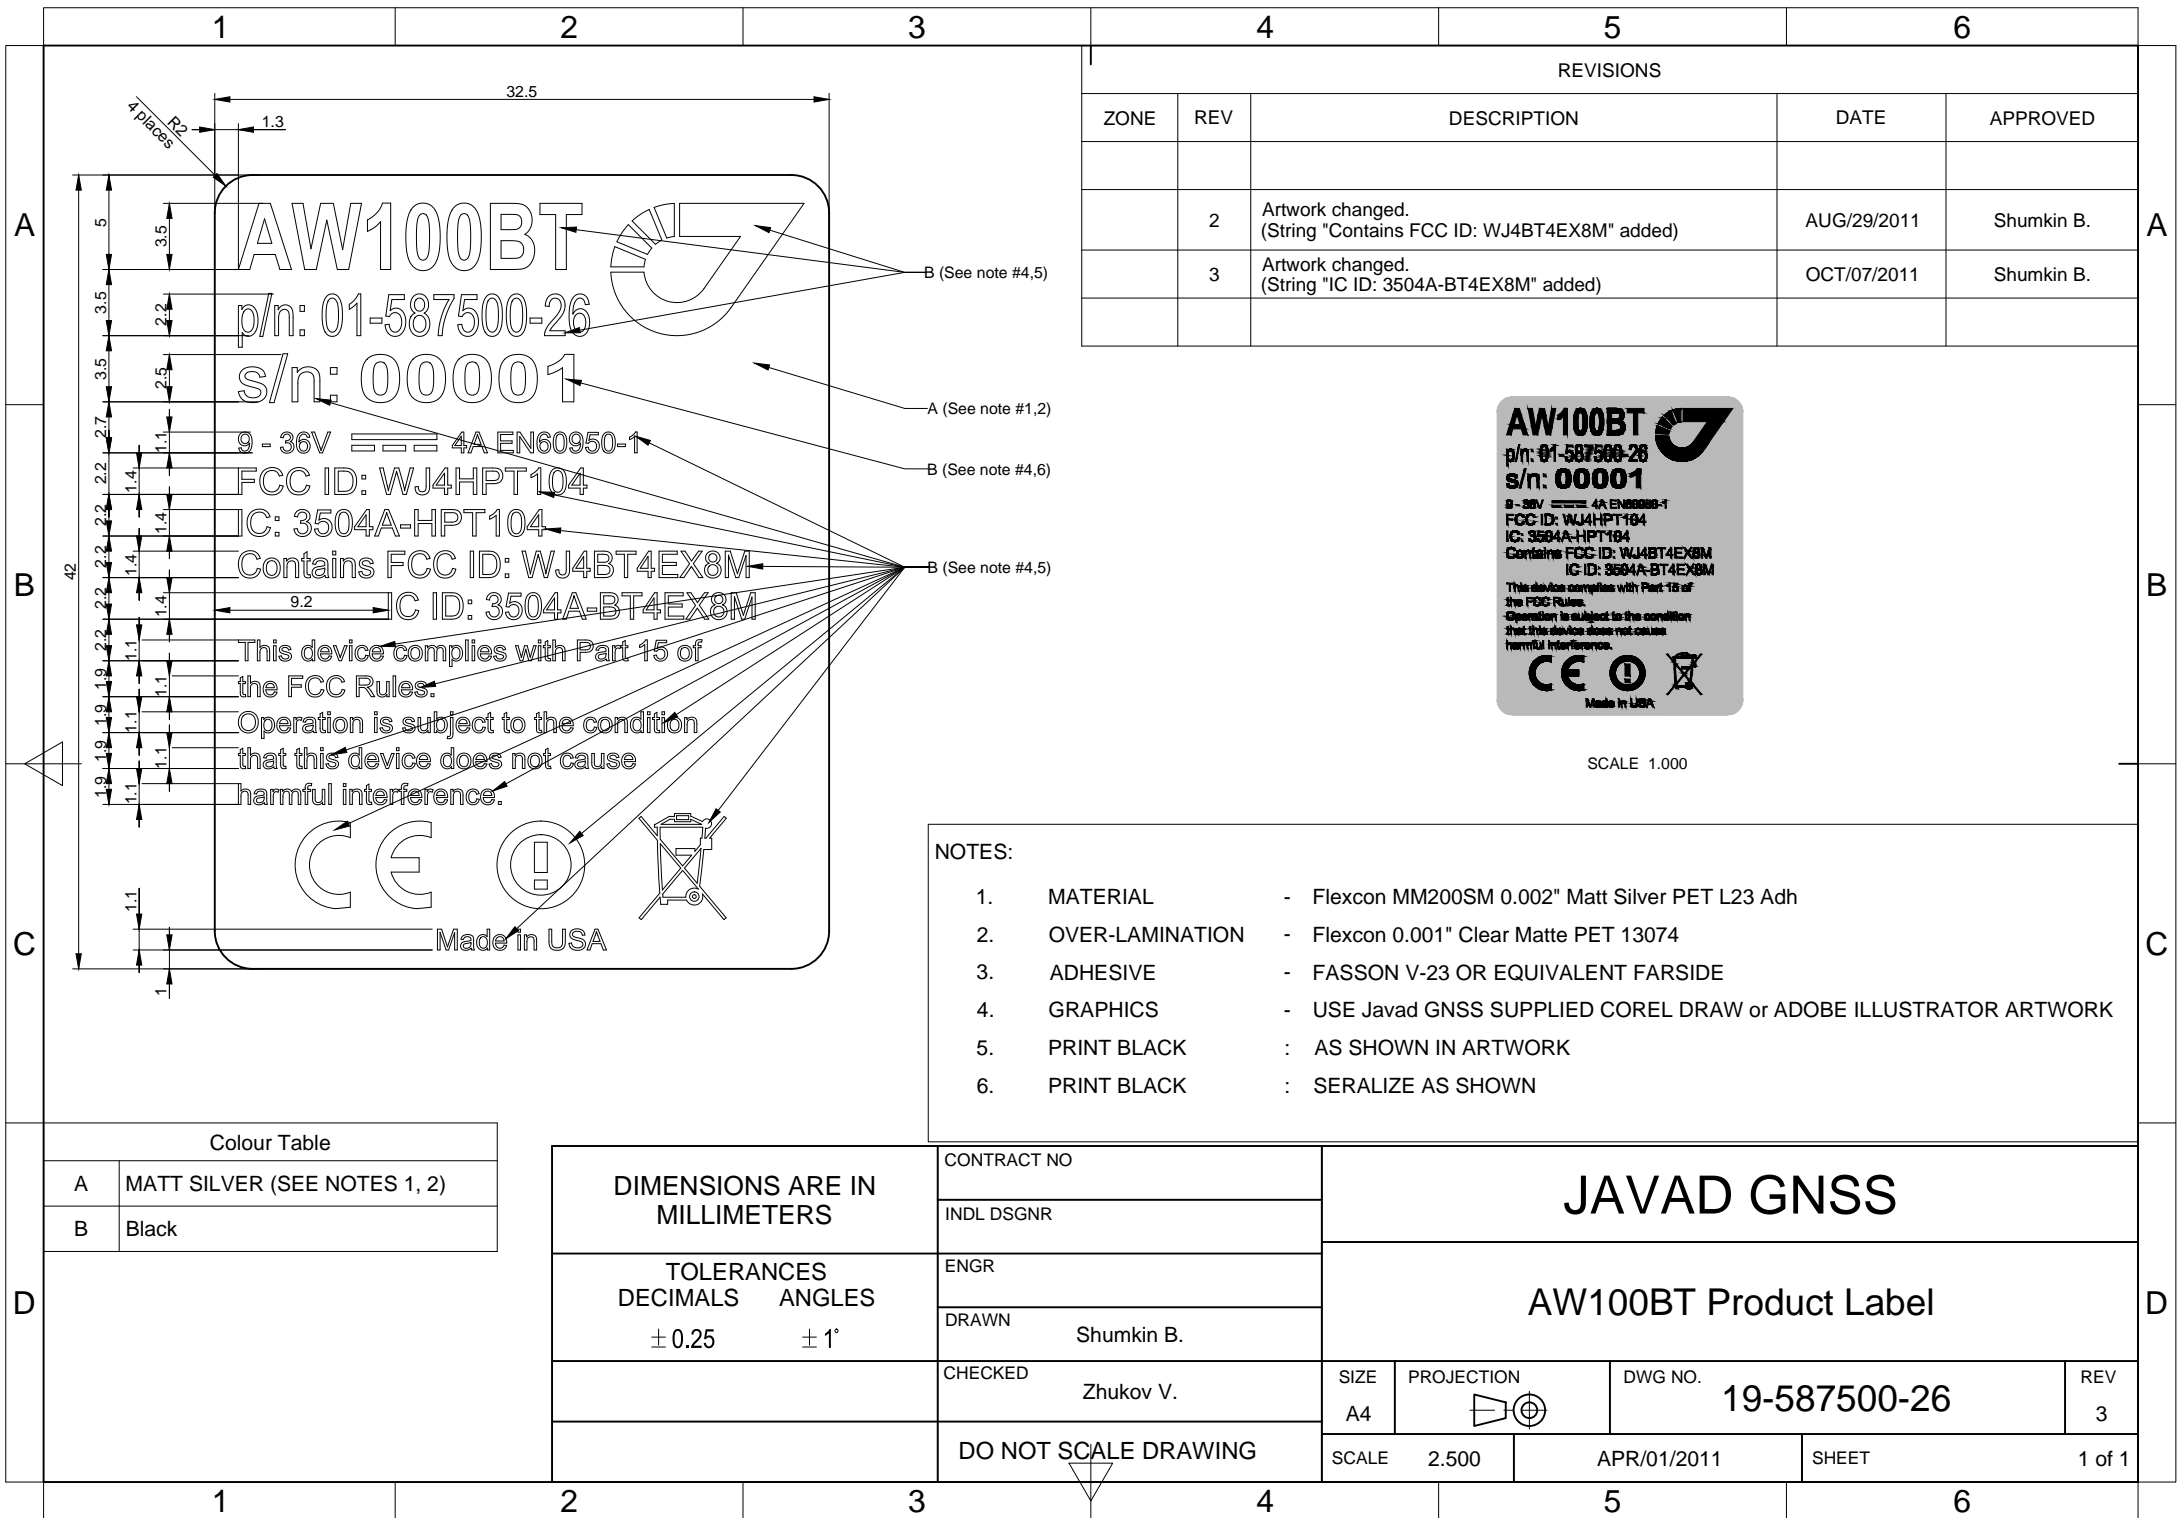 1 2 3 4 5 6
A
B
C
D
32.5
R2
4 places
1.3
42
5
3.5
3.5
2.2
3.5
2.5
2.7
1.1
2.2
1.4
2.2
1.4
2.2
1.4
2.2
1.4
2.2
1.1
1.9
1.1
1.9
1.1
1.9
1.1
1.9
1.1
9.2
1.1
1
AW100BT
p/n: 01-587500-26
s/n: 00001
9 - 36V 4A EN60950-1
FCC ID: WJ4HPT104
IC: 3504A-HPT104
Contains FCC ID: WJ4BT4EX8M
IC ID: 3504A-BT4EX8M
This device complies with Part 15 of
the FCC Rules.
Operation is subject to the condition
that this device does not cause
harmful interference.
CE
Made in USA
B (See note #4,5)
A (See note #1,2)
B (See note #4,6)
B (See note #4,5)
REVISIONS
ZONE REV DESCRIPTION DATE APPROVED
2 Artwork changed.
(String "Contains FCC ID: WJ4BT4EX8M" added) AUG/29/2011 Shumkin B.
3 Artwork changed.
(String "IC ID: 3504A-BT4EX8M" added) OCT/07/2011 Shumkin B.
AW100BT
p/n: 01-587500-26
s/n: 00001
9 - 36V 4A EN60950-1
FCC ID: WJ4HPT104
IC: 3504A-HPT104
Contains FCC ID: WJ4BT4EX8M
IC ID: 3504A-BT4EX8M
This device complies with Part 15 of
the FCC Rules.
Operation is subject to the condition
that this device does not cause
harmful interference.
CE
Made in USA
SCALE 1.000
NOTES:
1. MATERIAL - Flexcon MM200SM 0.002" Matt Silver PET L23 Adh
2. OVER-LAMINATION - Flexcon 0.001" Clear Matte PET 13074
3. ADHESIVE - FASSON V-23 OR EQUIVALENT FARSIDE
4. GRAPHICS - USE Javad GNSS SUPPLIED COREL DRAW or ADOBE ILLUSTRATOR ARTWORK
5. PRINT BLACK : AS SHOWN IN ARTWORK
6. PRINT BLACK : SERALIZE AS SHOWN
Colour Table
A MATT SILVER (SEE NOTES 1, 2)
B Black
DIMENSIONS ARE IN
MILLIMETERS
TOLERANCES
DECIMALS ANGLES
±0.25 ±1°
CONTRACT NO
INDL DSGNR
ENGR
DRAWN Shumkin B.
CHECKED Zhukov V.
DO NOT SCALE DRAWING
JAVAD GNSS
AW100BT Product Label
SIZE A4
PROJECTION
DWG NO. 19-587500-26
REV 3
SCALE 2.500
APR/01/2011
SHEET 1 of 1
A
B
C
D
1 2 3 4 5 6